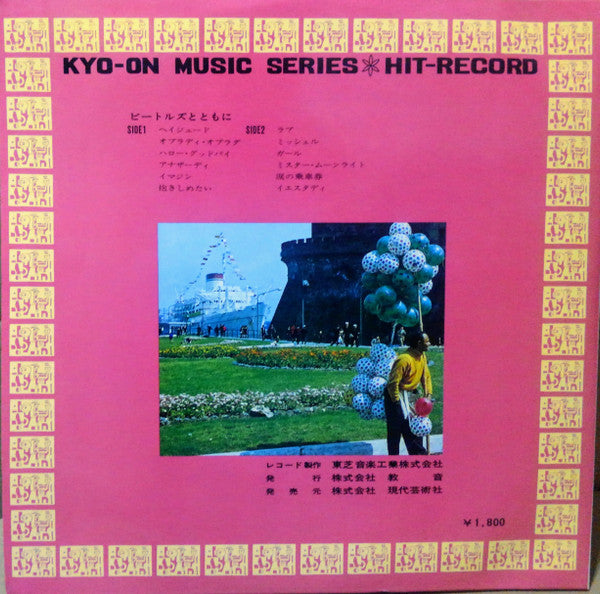 KYO-ON MUSIC SERIES HIT-RECORD
ビートルズとともに
SIDE1 ヘイジュード
オブラディ・オブラダ
ハロー・グッドバイ
アナザーディ
イマジン
抱きしめたい
SIDE2 ラブ
ミッシェル
ガール
ミスター・ムーンライト
涙の乗車券
イエスタディ
レコード製作 東芝音楽工業株式会社
発行 株式会社 教音
発売元 株式会社 現代芸術社
¥1,800